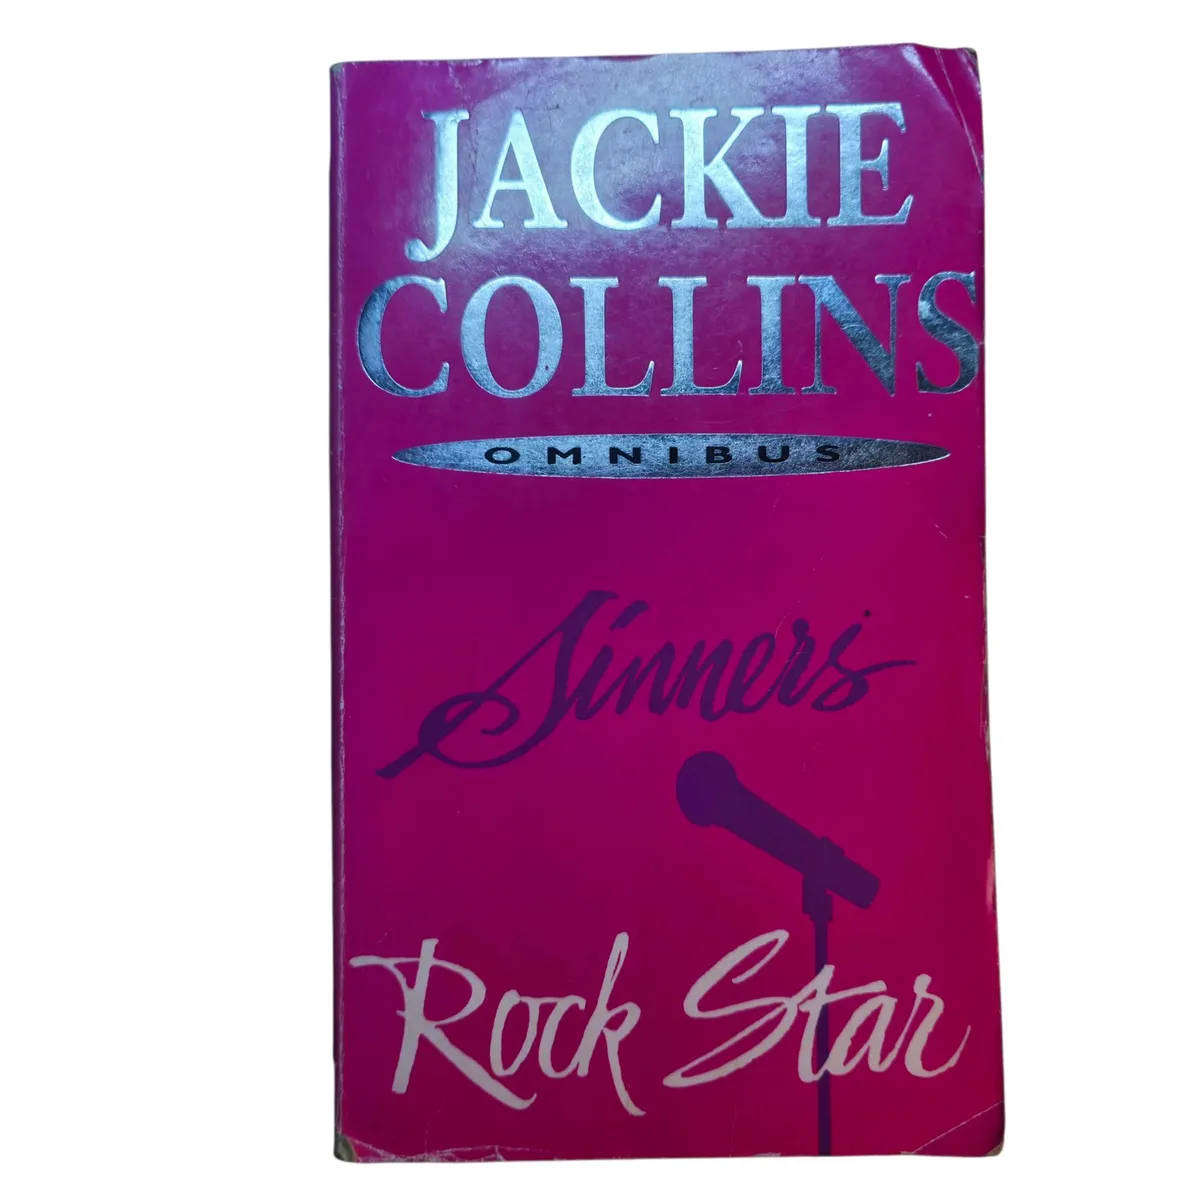 JACKIE
COLLINS
OMNIBUS
Sinners
Rock Star